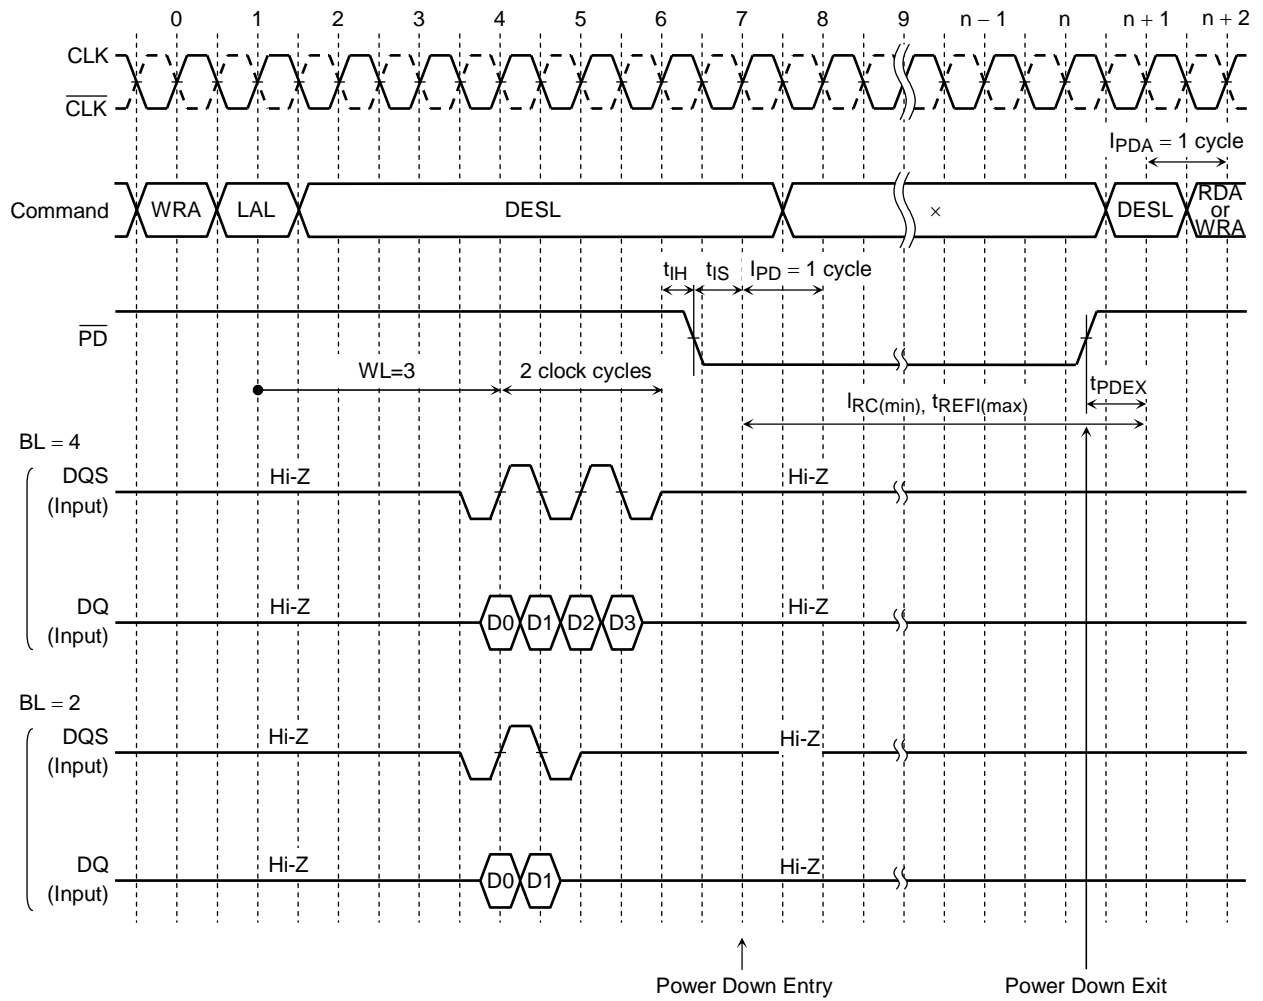 0 1 2 3 4 5 6 7 8 9 n − 1 n n + 1 n + 2
CLK
CLK
IPDA = 1 cycle
Command WRA LAL DESL × DESL RDA or WRA
tIH tIS IPD = 1 cycle
PD
WL=3 2 clock cycles
tPDEX
IRC(min), tREFI(max)
BL = 4
DQS Hi-Z Hi-Z
(Input)
DQ Hi-Z Hi-Z
(Input) D0 D1 D2 D3
BL = 2
DQS Hi-Z Hi-Z
(Input)
DQ Hi-Z Hi-Z
(Input) D0 D1
Power Down Entry Power Down Exit